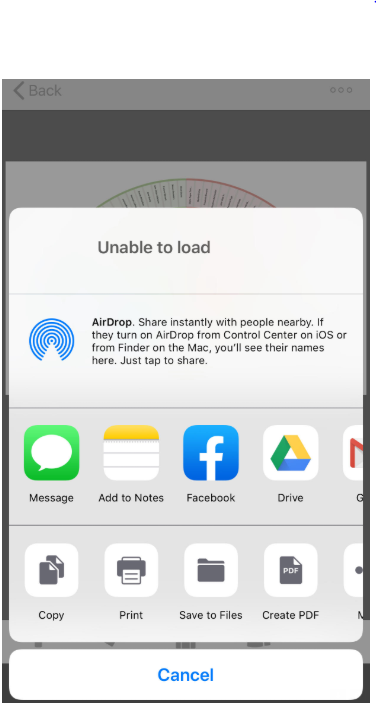 Back
Unable to load
AirDrop. Share instantly with people nearby. If
they turn on AirDrop from Control Center on iOS or
from Finder on the Mac, you'll see their names
here. Just tap to share.
Message Add to Notes Facebook Drive G
PDF
Copy Print Save to Files Create PDF
Cancel